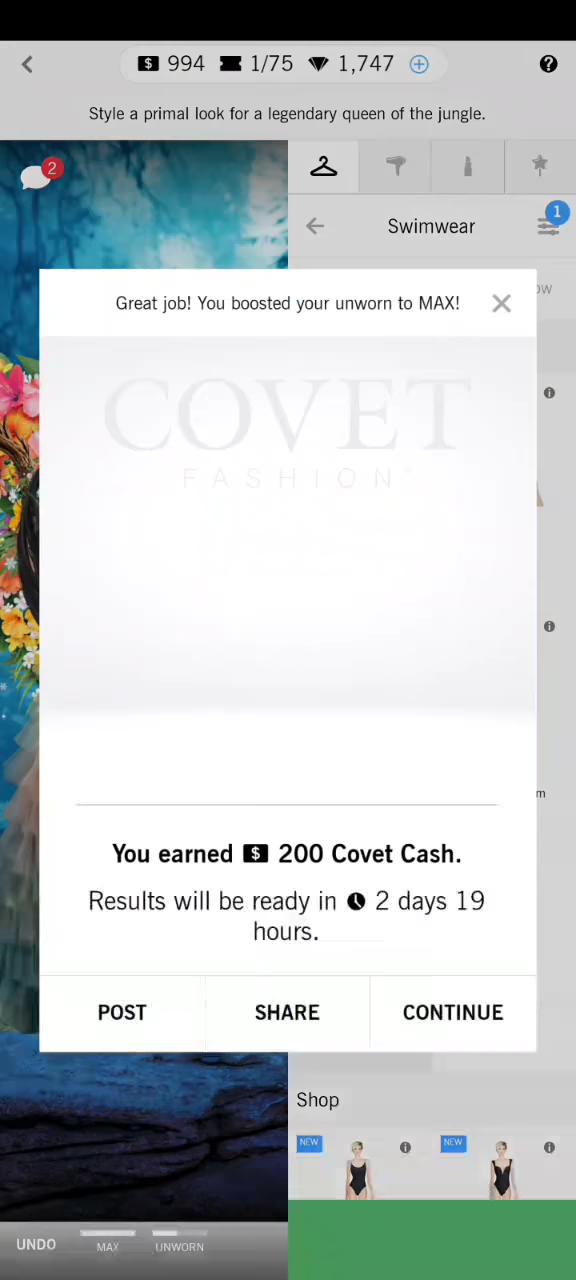 994 1/75 1,747
Style a primal look for a legendary queen of the jungle.
2
Swimwear
1
OW
Great job! You boosted your unworn to MAX!
COVET
FASHION
m
You earned $ 200 Covet Cash.
Results will be ready in 2 days 19
hours.
POST SHARE CONTINUE
Shop
NEW NEW
UNDO MAX UNWORN